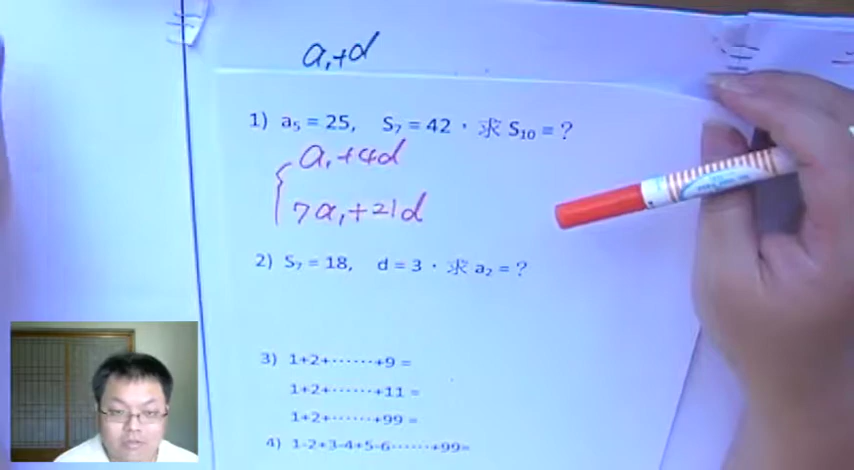 a₁+d
1) a₅ = 25, S₇ = 42，求 S₁₀ = ?
a₁+4d
7a₁+21d
2) S₇ = 18, d = 3，求 a₂ = ?
3) 1+2+⋯⋯+9 =
1+2+⋯⋯+11 =
1+2+⋯⋯+99 =
4) 1-2+3-4+5-6⋯⋯+99=